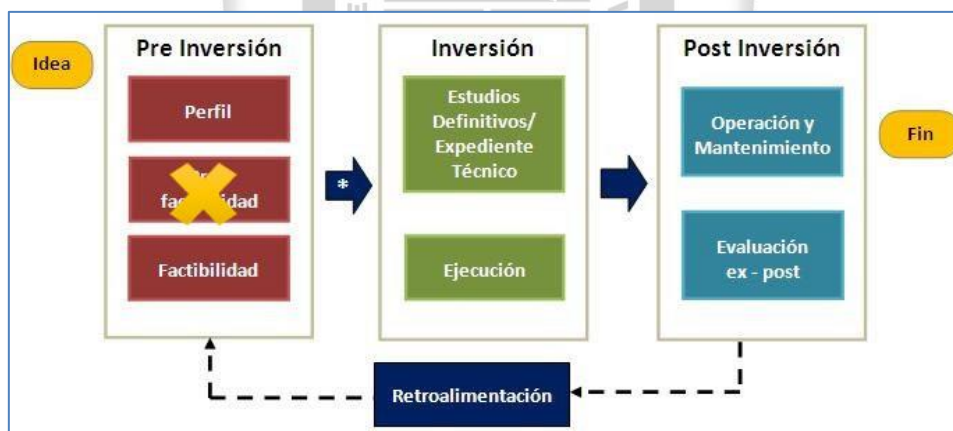 Idea
Pre Inversión
Perfil
Factibilidad
*
Inversión
Estudios
Definitivos/
Expediente
Técnico
Ejecución
Post Inversión
Operación y
Mantenimiento
Evaluación
ex - post
Fin
Retroalimentación